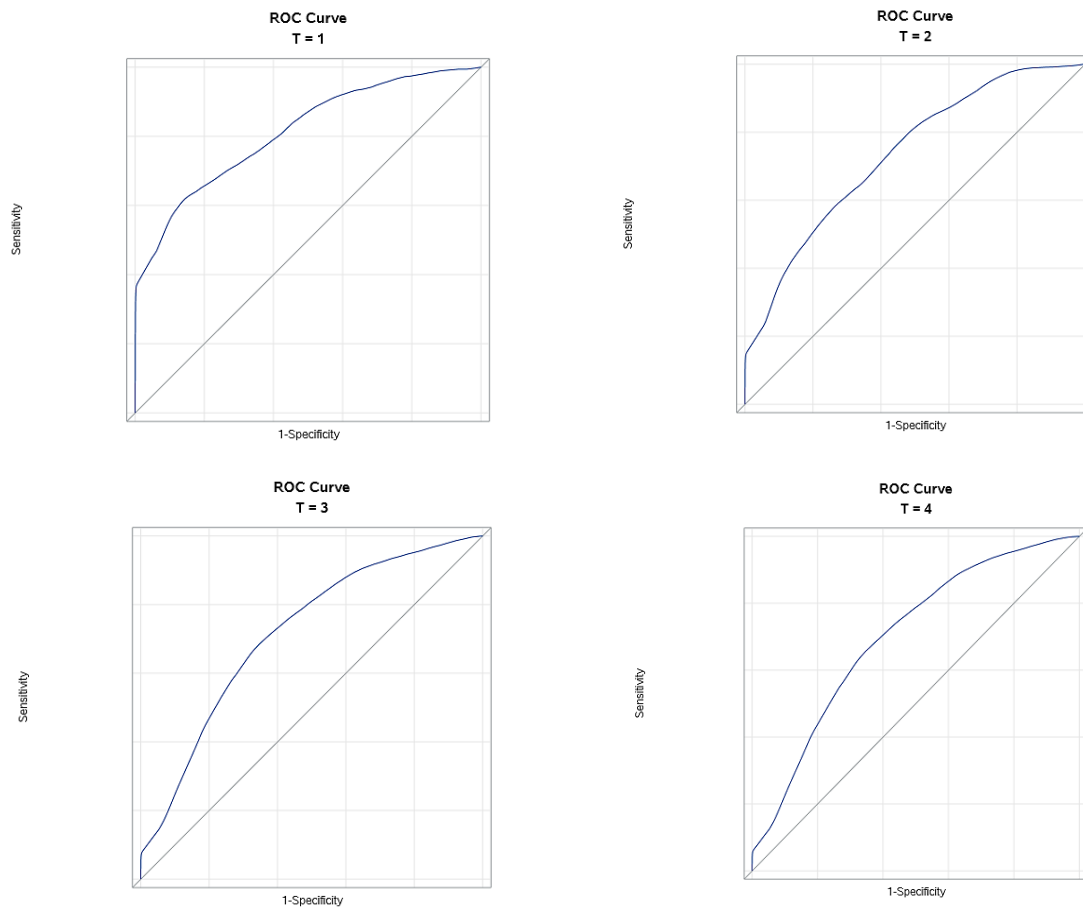 ROC Curve
T = 1
Sensitivity
1-Specificity
ROC Curve
T = 2
Sensitivity
1-Specificity
ROC Curve
T = 3
Sensitivity
1-Specificity
ROC Curve
T = 4
Sensitivity
1-Specificity